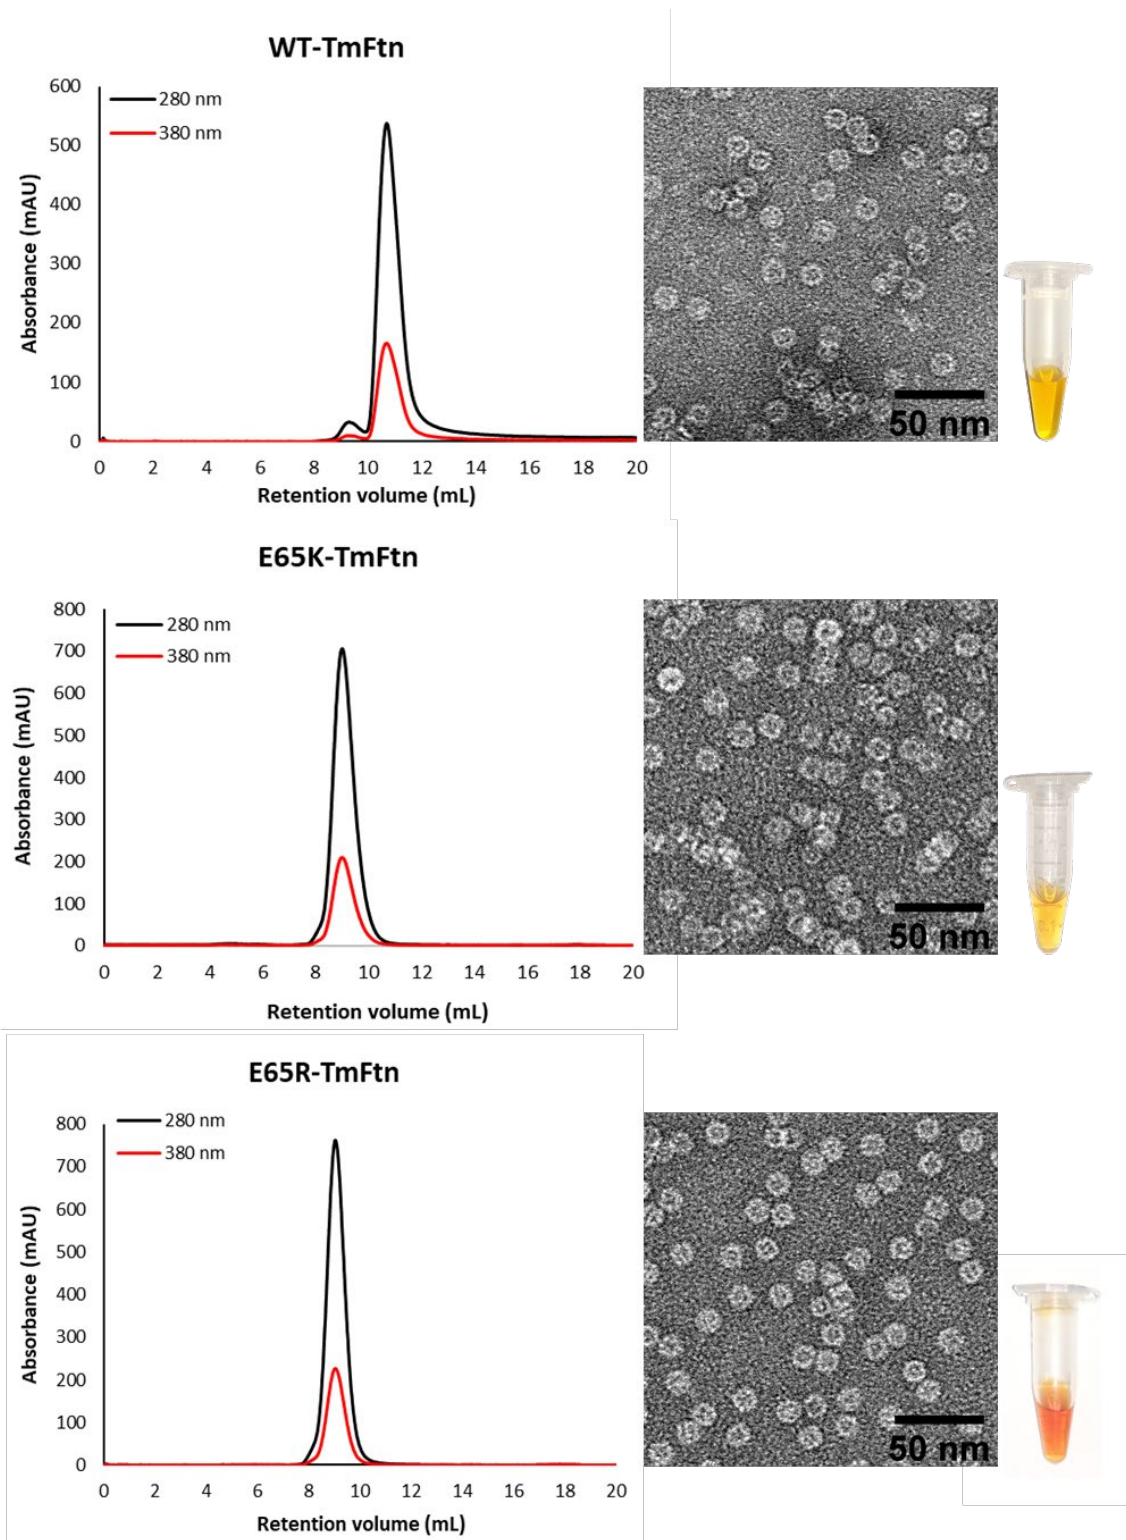 WT-TmFtn
280 nm
380 nm
Absorbance (mAU)
600
500
400
300
200
100
0
0 2 4 6 8 10 12 14 16 18 20
Retention volume (mL)
50 nm
E65K-TmFtn
280 nm
380 nm
Absorbance (mAU)
800
700
600
500
400
300
200
100
0
0 2 4 6 8 10 12 14 16 18 20
Retention volume (mL)
50 nm
E65R-TmFtn
280 nm
380 nm
Absorbance (mAU)
800
700
600
500
400
300
200
100
0
0 2 4 6 8 10 12 14 16 18 20
Retention volume (mL)
50 nm